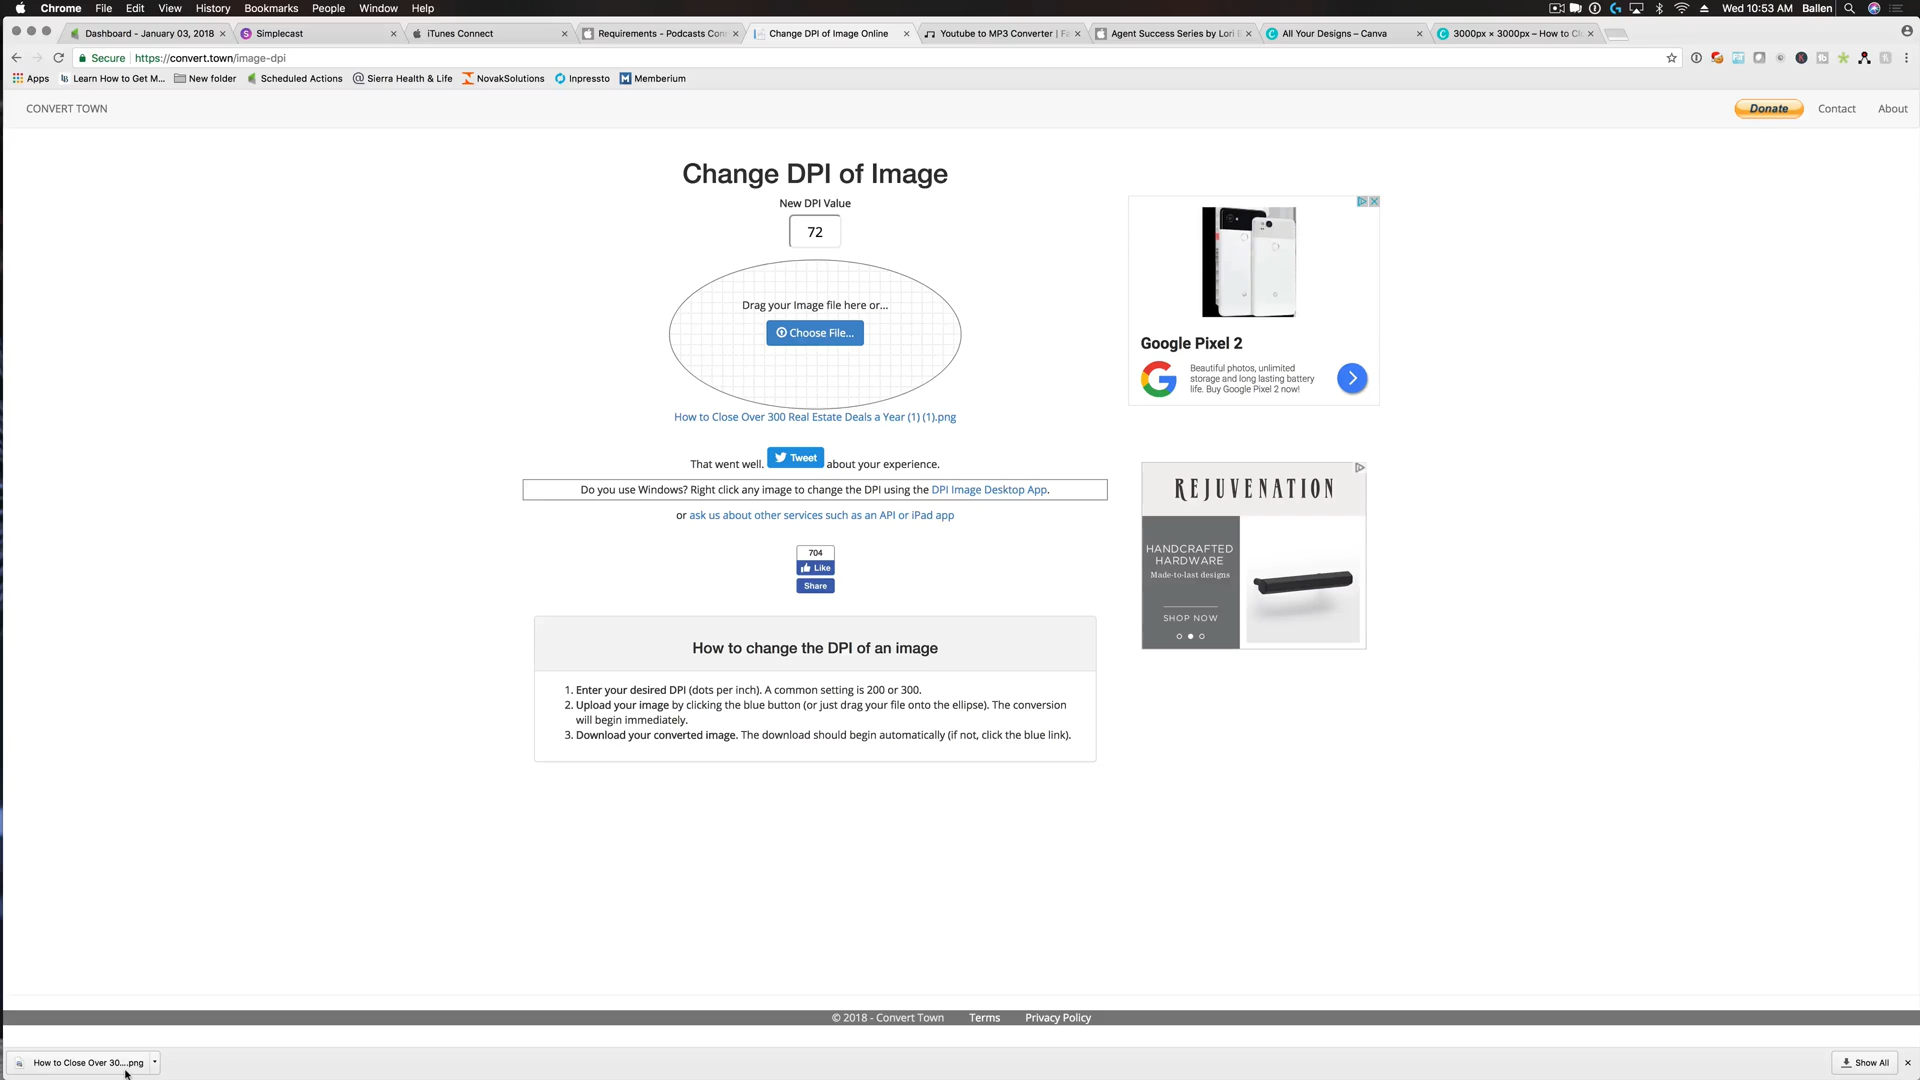 Chrome File Edit View History Bookmarks People Window Help Wed 10:53 AM Ballen
Dashboard - January 03, 2018 Simplecast iTunes Connect Requirements - Podcasts Con Change DPI of Image Online Youtube to MP3 Converter | Fa Agent Success Series by Lori B All Your Designs – Canva 3000px × 3000px – How to Cl
Secure https://convert.town/image-dpi
Apps Learn How to Get M... New folder Scheduled Actions Sierra Health & Life NovakSolutions Inpressto Memberium
CONVERT TOWN Donate Contact About
Change DPI of Image
New DPI Value
72
Drag your Image file here or...
Choose File...
How to Close Over 300 Real Estate Deals a Year (1) (1).png
That went well. Tweet about your experience.
Do you use Windows? Right click any image to change the DPI using the DPI Image Desktop App.
or ask us about other services such as an API or iPad app
704
Like
Share
How to change the DPI of an image
1. Enter your desired DPI (dots per inch). A common setting is 200 or 300.
2. Upload your image by clicking the blue button (or just drag your file onto the ellipse). The conversion
will begin immediately.
3. Download your converted image. The download should begin automatically (if not, click the blue link).
Google Pixel 2
Beautiful photos, unlimited
storage and long lasting battery
life. Buy Google Pixel 2 now!
REJUVENATION
HANDCRAFTED
HARDWARE
Made-to-last designs
SHOP NOW
© 2018 - Convert Town Terms Privacy Policy
How to Close Over 30....png Show All